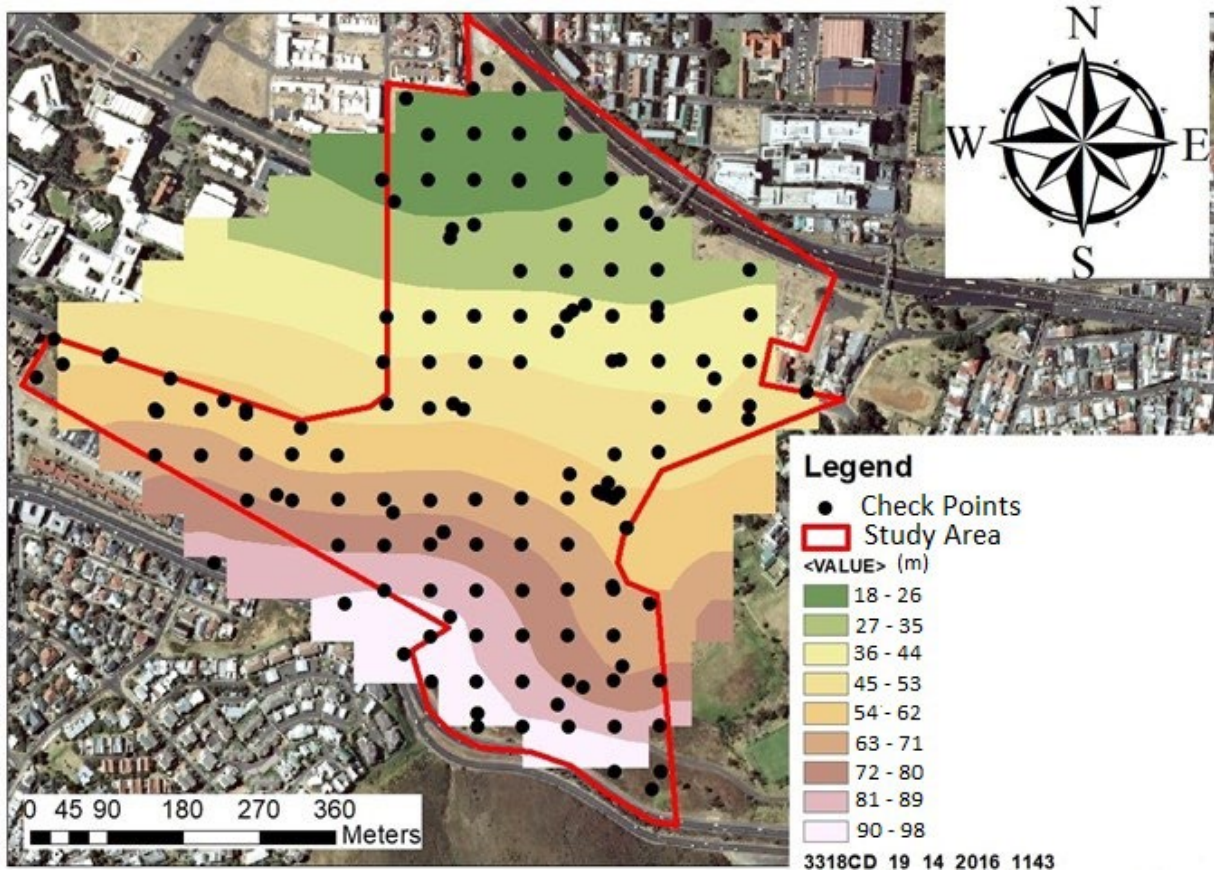 N
W E
S
Legend
Check Points
Study Area
<VALUE> (m)
18 - 26
27 - 35
36 - 44
45 - 53
54 - 62
63 - 71
72 - 80
81 - 89
90 - 98
3318CD 19 14 2016 1143
0 45 90 180 270 360
Meters